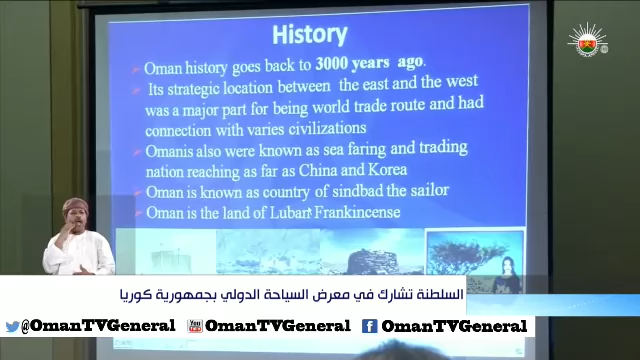 History
Oman history goes back to 3000 years ago.
Its strategic location between the east and the west
was a major part for being world trade route and had
connection with varies civilizations
Omanis also were known as sea faring and trading
nation reaching as far as China and Korea
Oman is known as country of sindbad the sailor
Oman is the land of Luban Frankincense
السلطنة تشارك في معرض السياحة الدولي بجمهورية كوريا
@OmanTVGeneral
You Tube OmanTVGeneral
f OmanTVGeneral